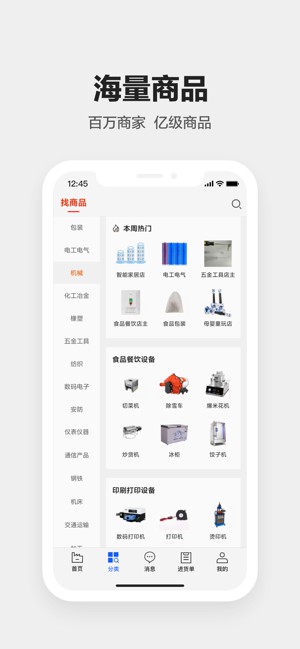 海量商品
百万商家 亿级商品
12:45
找商品
包装
电工电气
机械
化工冶金
橡塑
五金工具
纺织
数码电子
安防
仪表仪器
通信产品
钢铁
机床
交通运输
本周热门
智能家居店 电工电气 五金工具店主
食品餐饮店主 食品包装 母婴童玩店
食品餐饮设备
切菜机 除雪车 爆米花机
炒货机 冰柜 饺子机
印刷打印设备
数码打印机 打印机 烫印机
首页 分类 消息 进货单 我的